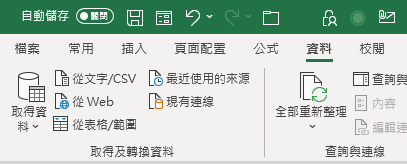 自動儲存 關閉
檔案 常用 插入 頁面配置 公式 資料 校閱
取得資料
從文字/CSV
從 Web
從表格/範圍
最近使用的來源
現有連線
取得及轉換資料
全部重新整理
查詢與
內容
編輯連
查詢與連線